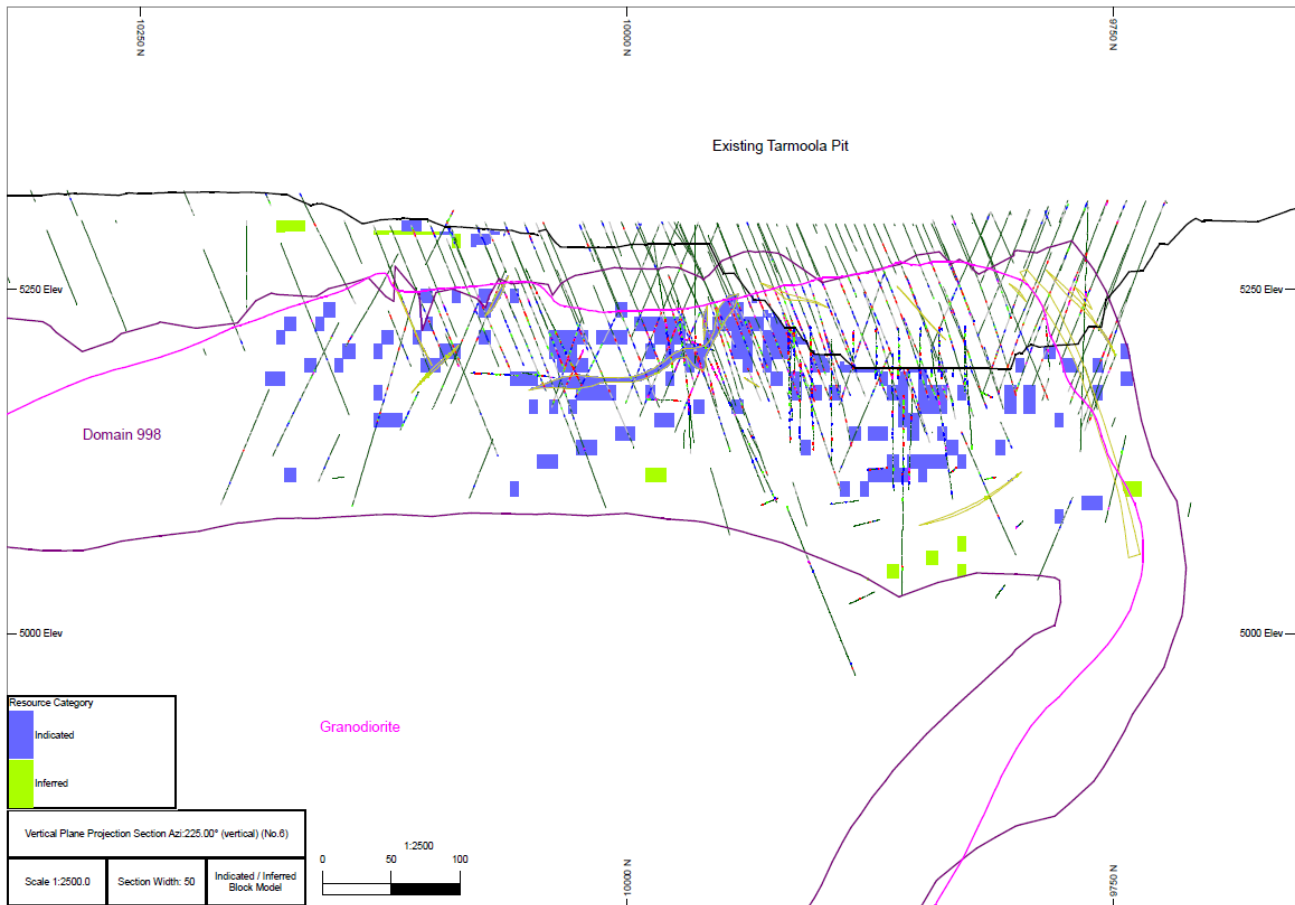 10250 N
10000 N
9750 N
Existing Tarmoola Pit
5250 Elev
5250 Elev
Domain 998
5000 Elev
5000 Elev
Granodiorite
Resource Category
Indicated
Inferred
Vertical Plane Projection Section Azi:225.00° (vertical) (No.6)
Scale 1:2500.0
Section Width: 50
Indicated / Inferred
Block Model
1:2500
0
50
100
10000 N
9750 N